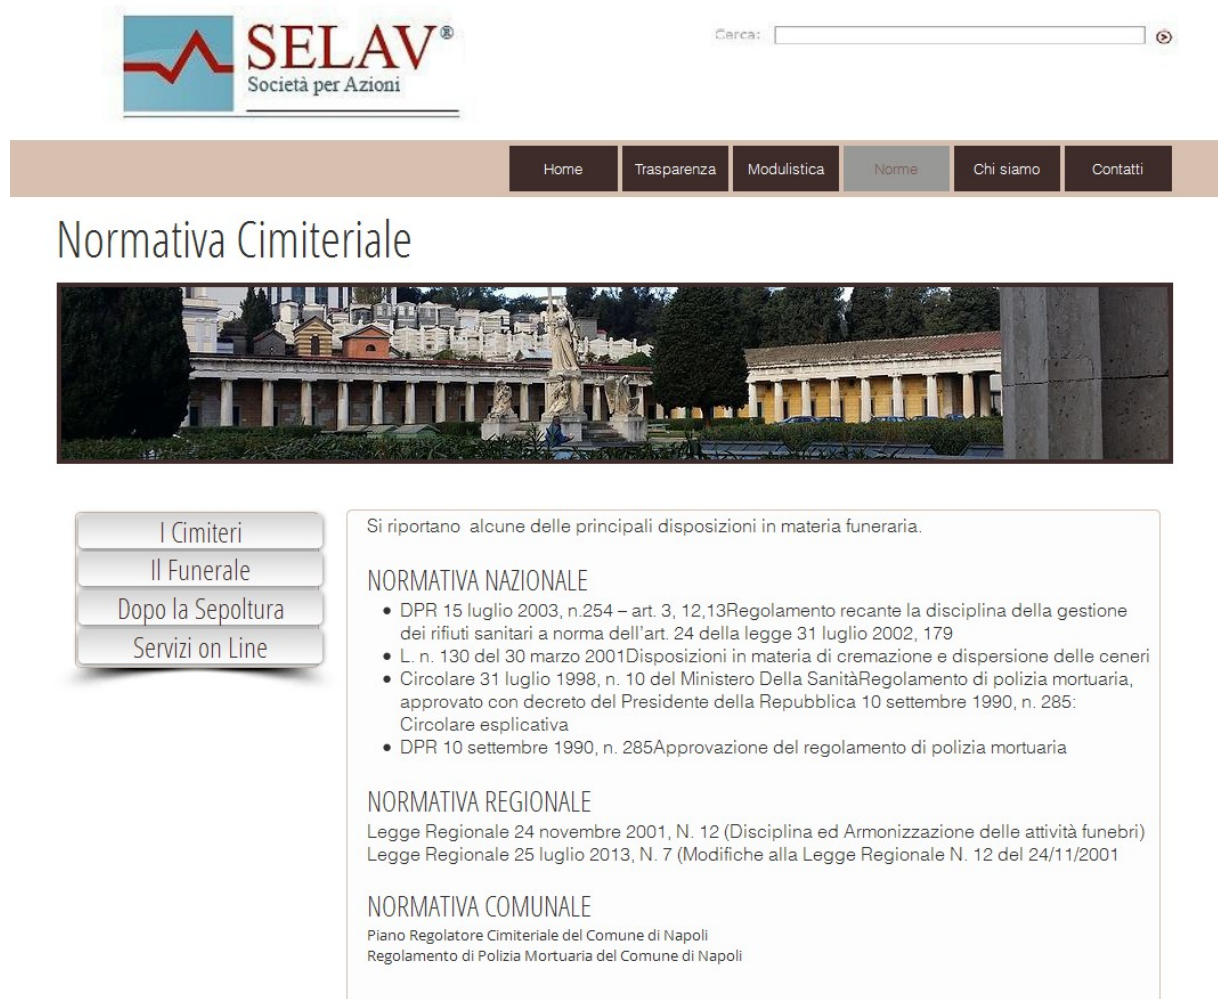 SELAV®
Società per Azioni
Cerca:
Home
Trasparenza
Modulistica
Norme
Chi siamo
Contatti
Normativa Cimiteriale
I Cimiteri
Il Funerale
Dopo la Sepoltura
Servizi on Line
Si riportano  alcune delle principali disposizioni in materia funeraria.
NORMATIVA NAZIONALE
• DPR 15 luglio 2003, n.254 – art. 3, 12,13Regolamento recante la disciplina della gestione
dei rifiuti sanitari a norma dell'art. 24 della legge 31 luglio 2002, 179
• L. n. 130 del 30 marzo 2001Disposizioni in materia di cremazione e dispersione delle ceneri
• Circolare 31 luglio 1998, n. 10 del Ministero Della SanitàRegolamento di polizia mortuaria,
approvato con decreto del Presidente della Repubblica 10 settembre 1990, n. 285:
Circolare esplicativa
• DPR 10 settembre 1990, n. 285Approvazione del regolamento di polizia mortuaria
NORMATIVA REGIONALE
Legge Regionale 24 novembre 2001, N. 12 (Disciplina ed Armonizzazione delle attività funebri)
Legge Regionale 25 luglio 2013, N. 7 (Modifiche alla Legge Regionale N. 12 del 24/11/2001
NORMATIVA COMUNALE
Piano Regolatore Cimiteriale del Comune di Napoli
Regolamento di Polizia Mortuaria del Comune di Napoli